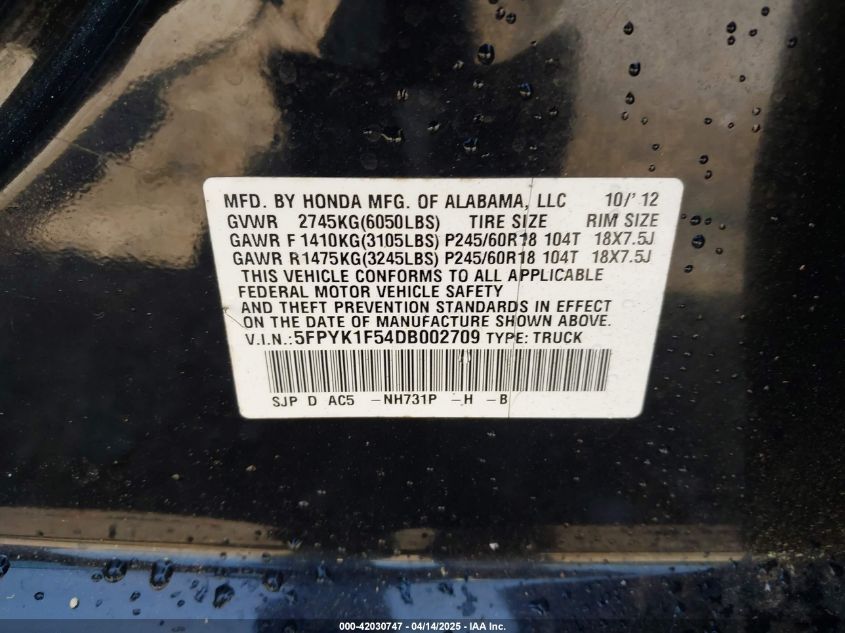 MFD. BY HONDA MFG. OF ALABAMA, LLC 10/'12
GVWR 2745KG(6050LBS) TIRE SIZE RIM SIZE
GAWR F 1410KG(3105LBS) P245/60R18 104T 18X7.5J
GAWR R1475KG(3245LBS) P245/60R18 104T 18X7.5J
THIS VEHICLE CONFORMS TO ALL APPLICABLE
FEDERAL MOTOR VEHICLE SAFETY
AND THEFT PREVENTION STANDARDS IN EFFECT
ON THE DATE OF MANUFACTURE SHOWN ABOVE.
V.I.N.:5FPYK1F54DB002709 TYPE: TRUCK
SJP D AC5 -NH731P -H -B
000-42030747 - 04/14/2025 - IAA Inc.